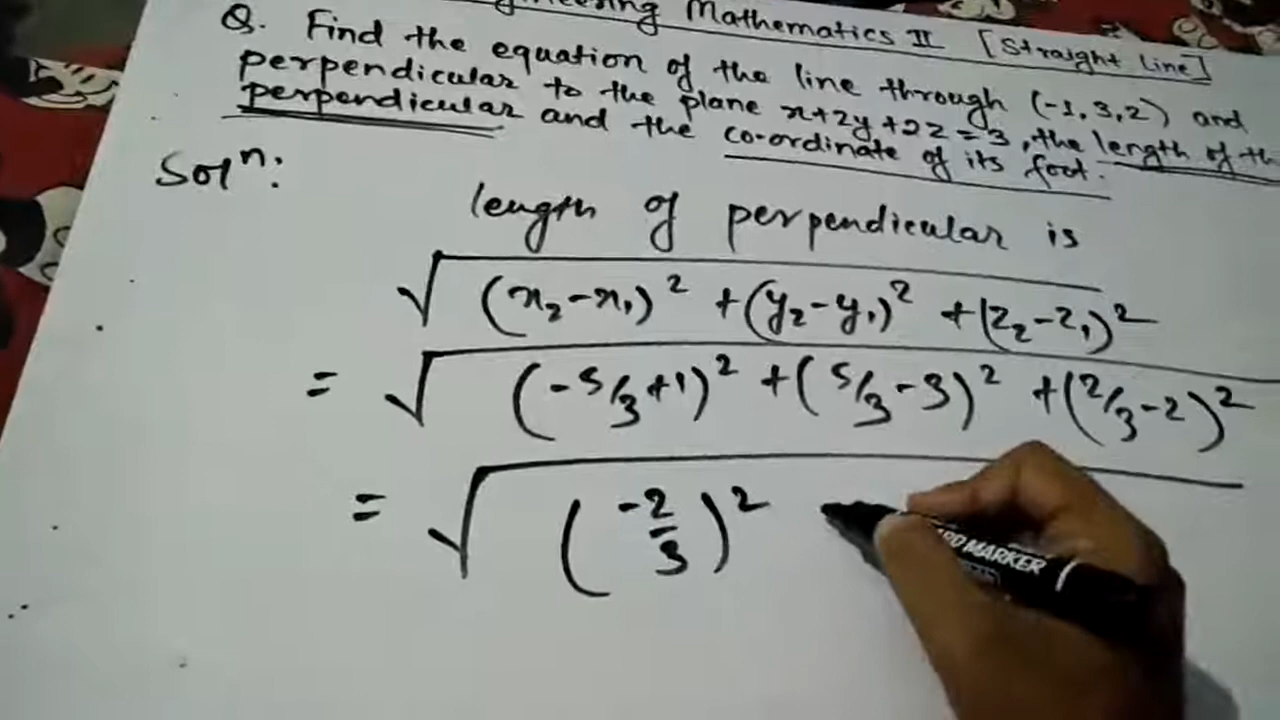 Mathematics II [Straight Line]
Q. Find the equation of the line through (-1,3,2) and
perpendicular to the plane x+2y+2z=3, the length of
perpendicular and the co-ordinate of its foot.
Solⁿ:
length of perpendicular is
√(x₂-x₁)² + (y₂-y₁)² + (z₂-z₁)²
= √(-5/3+1)² + (5/3-3)² + (2/3-2)²
= √(-2/3)²
MARKER